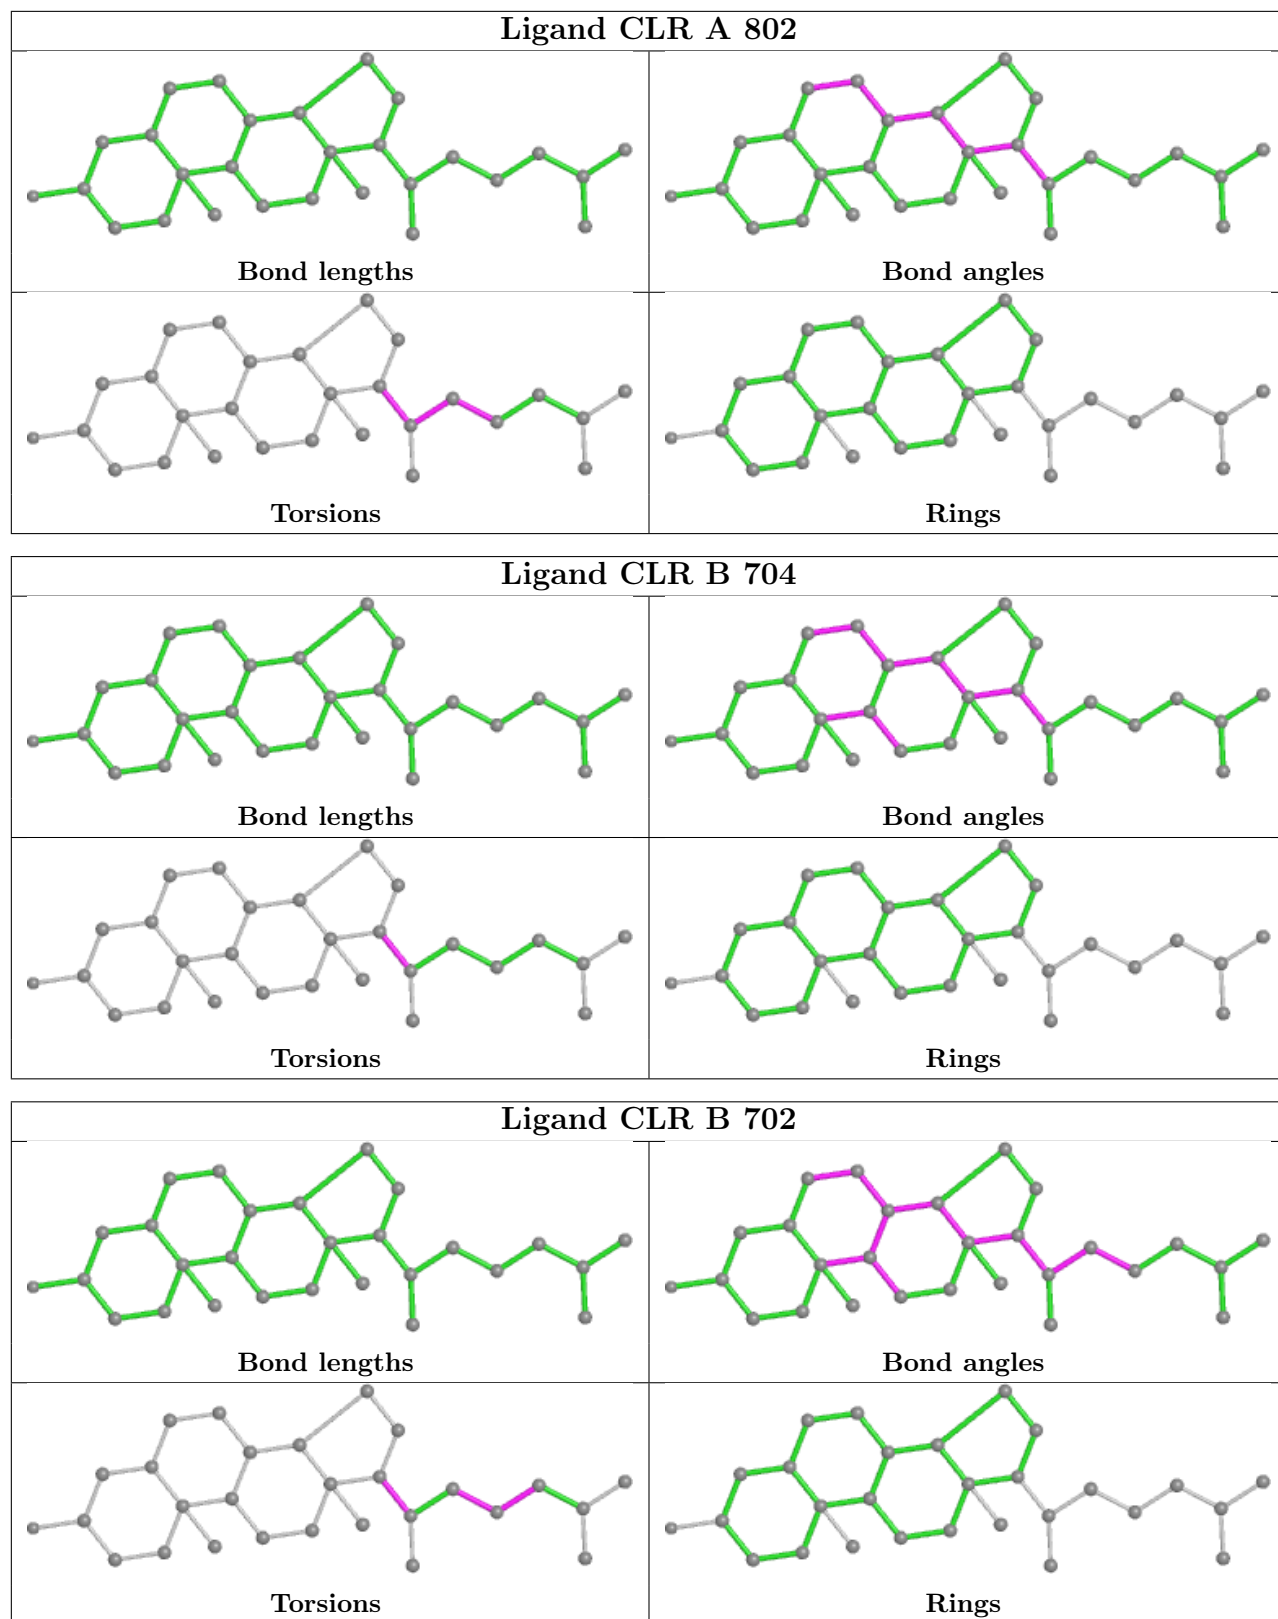 Ligand CLR A 802
Bond lengths
Bond angles
Torsions
Rings
Ligand CLR B 704
Bond lengths
Bond angles
Torsions
Rings
Ligand CLR B 702
Bond lengths
Bond angles
Torsions
Rings